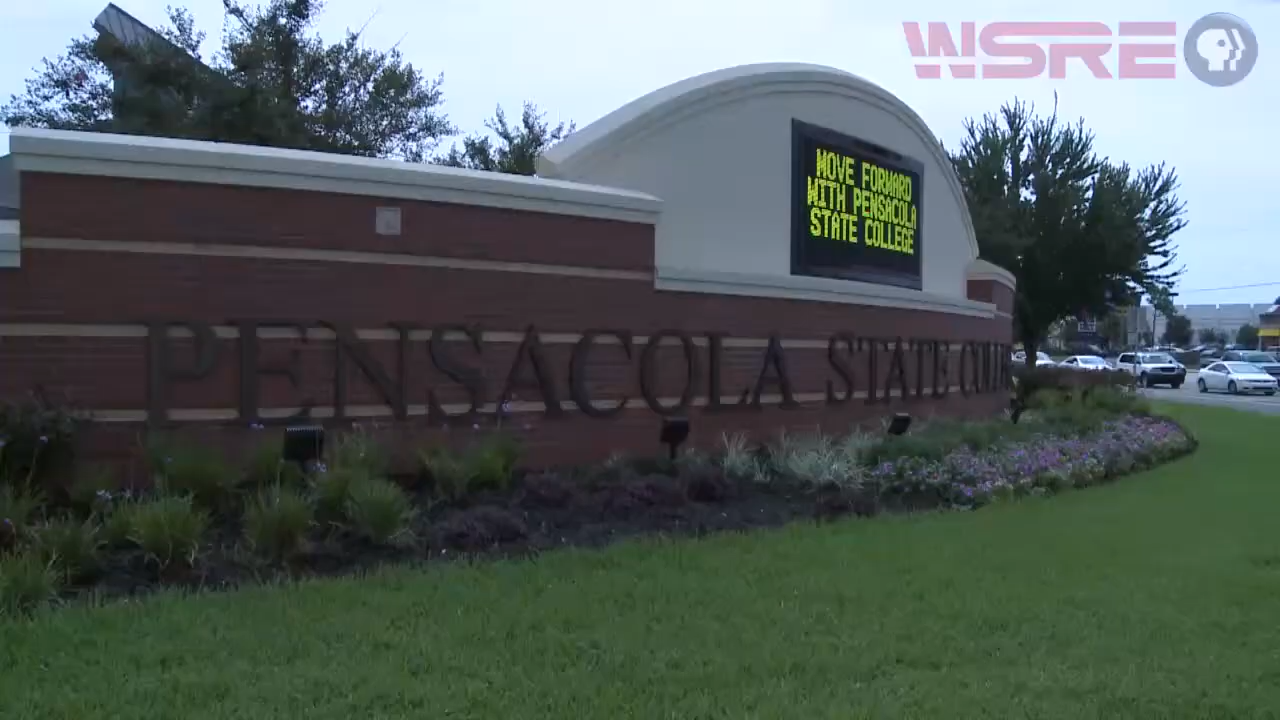 WSRE
MOVE FORWARD
WITH PENSACOLA
STATE COLLEGE
PENSACOLA STATE